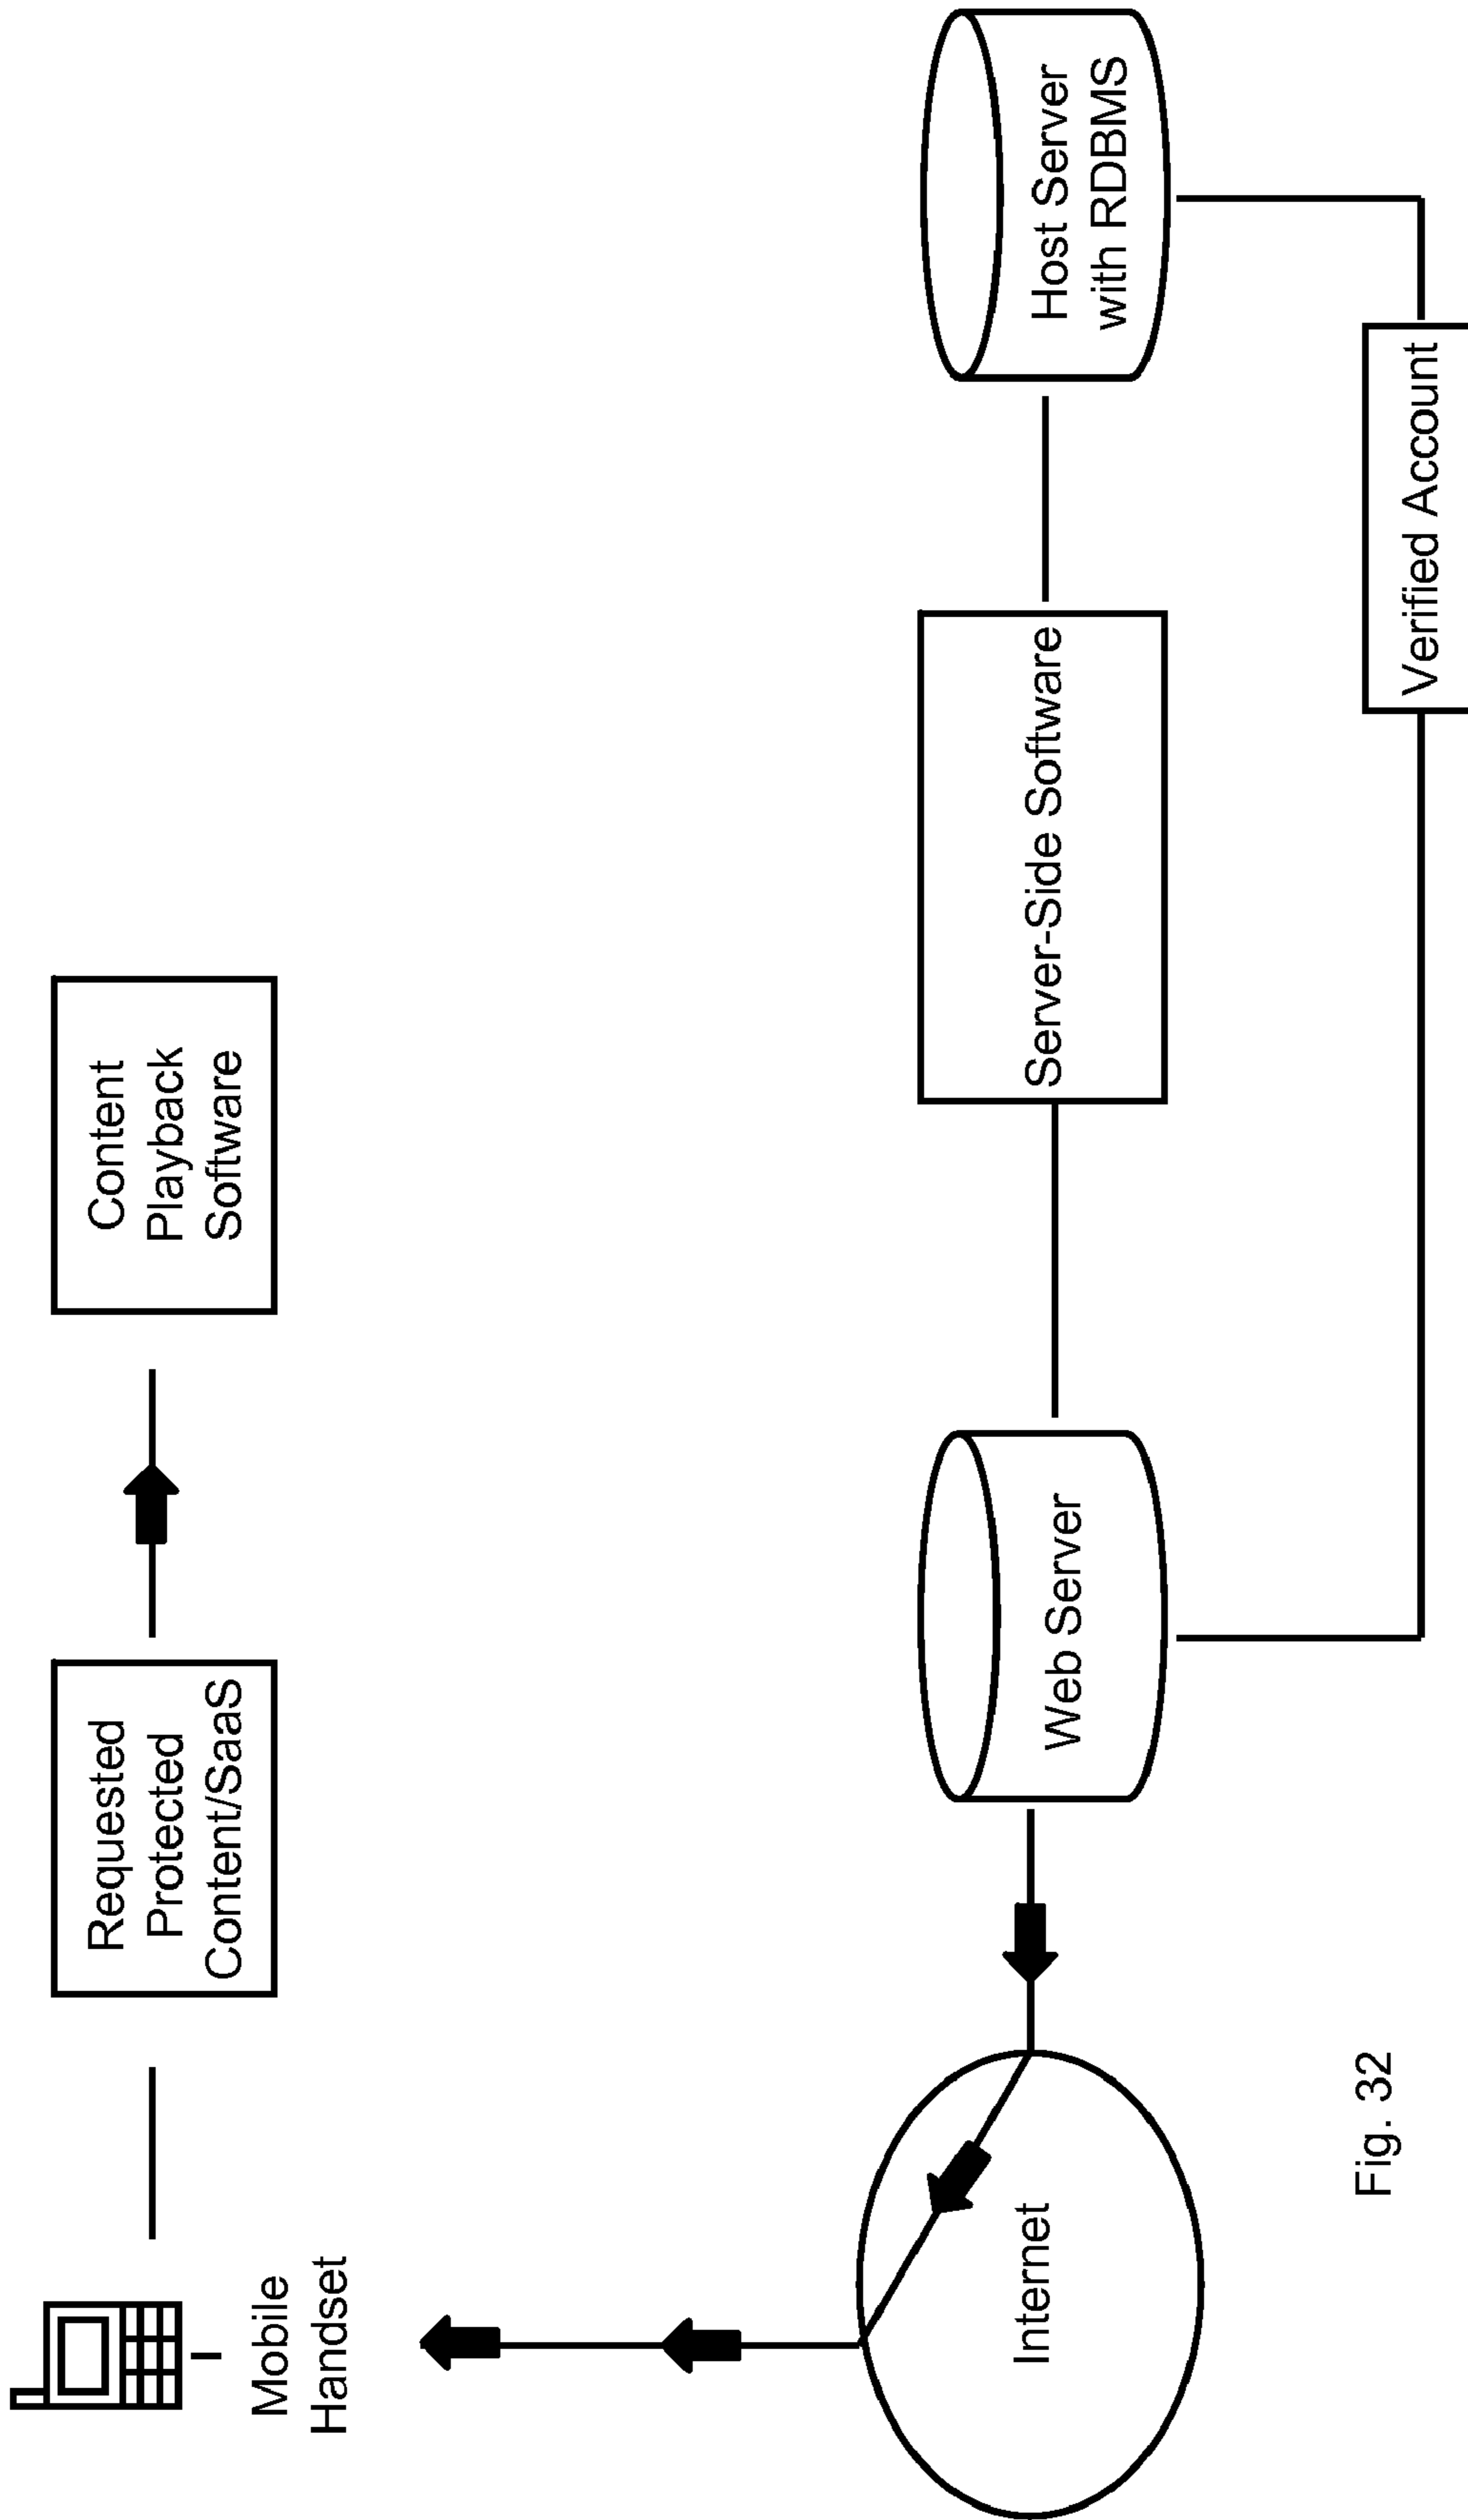 Mobile
Handset
Requested
Protected
Content/SaaS
Content
Playback
Software
Internet
Web Server
Server-Side Software
Host Server
with RDBMS
Verified Account
Fig. 32